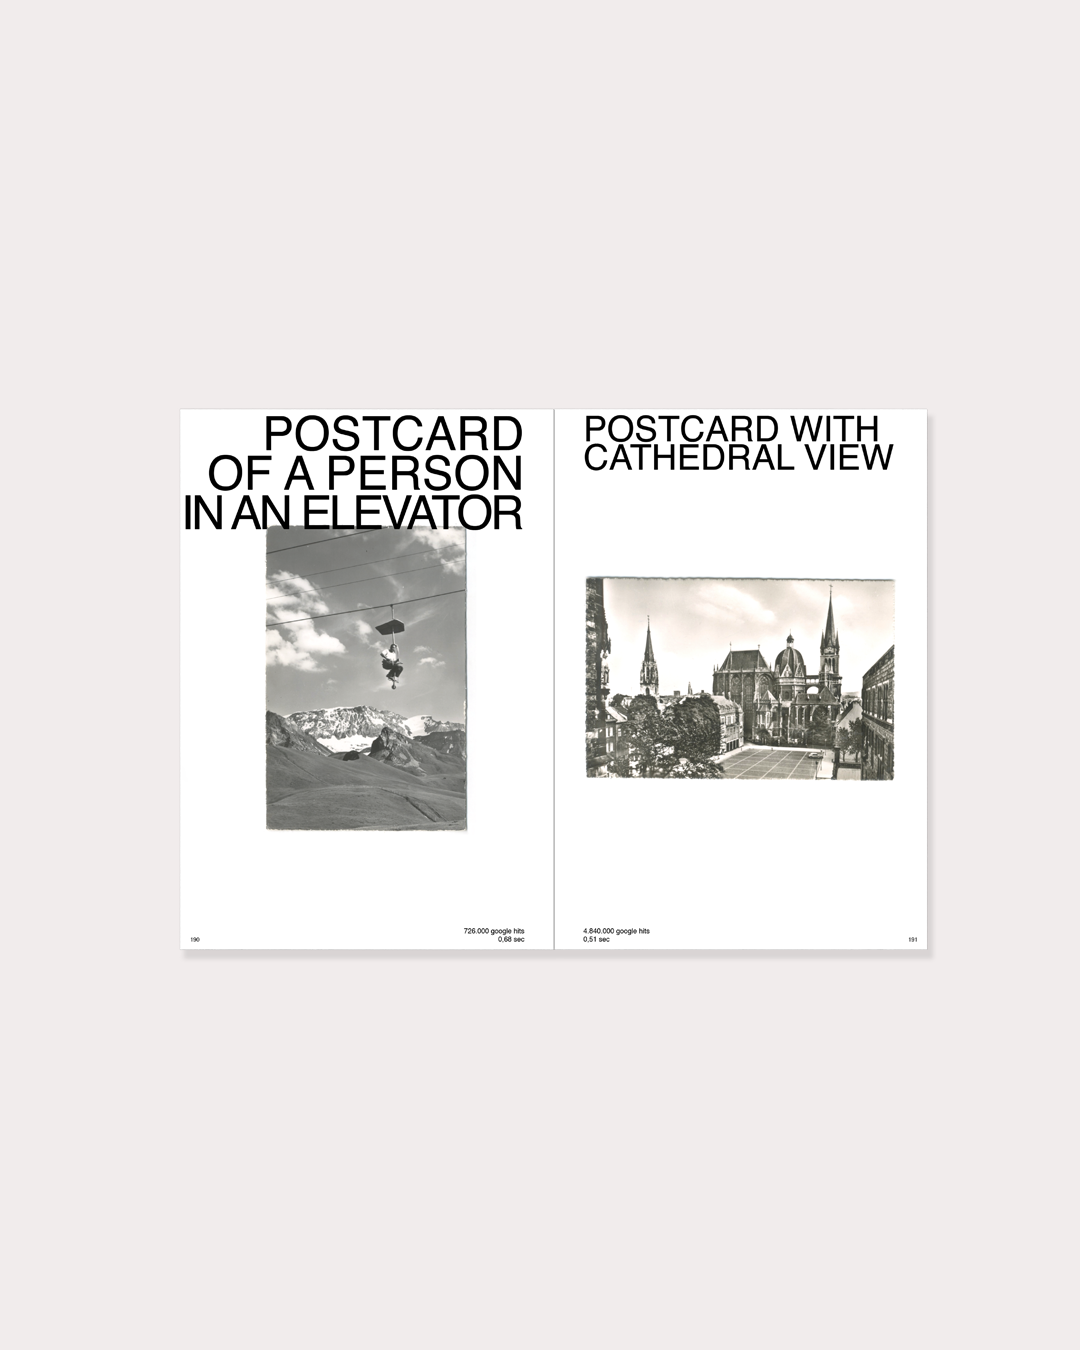 POSTCARD
OF A PERSON
IN AN ELEVATOR
726.000 google hits
0,68 sec
190
POSTCARD WITH
CATHEDRAL VIEW
4.840.000 google hits
0,51 sec
191